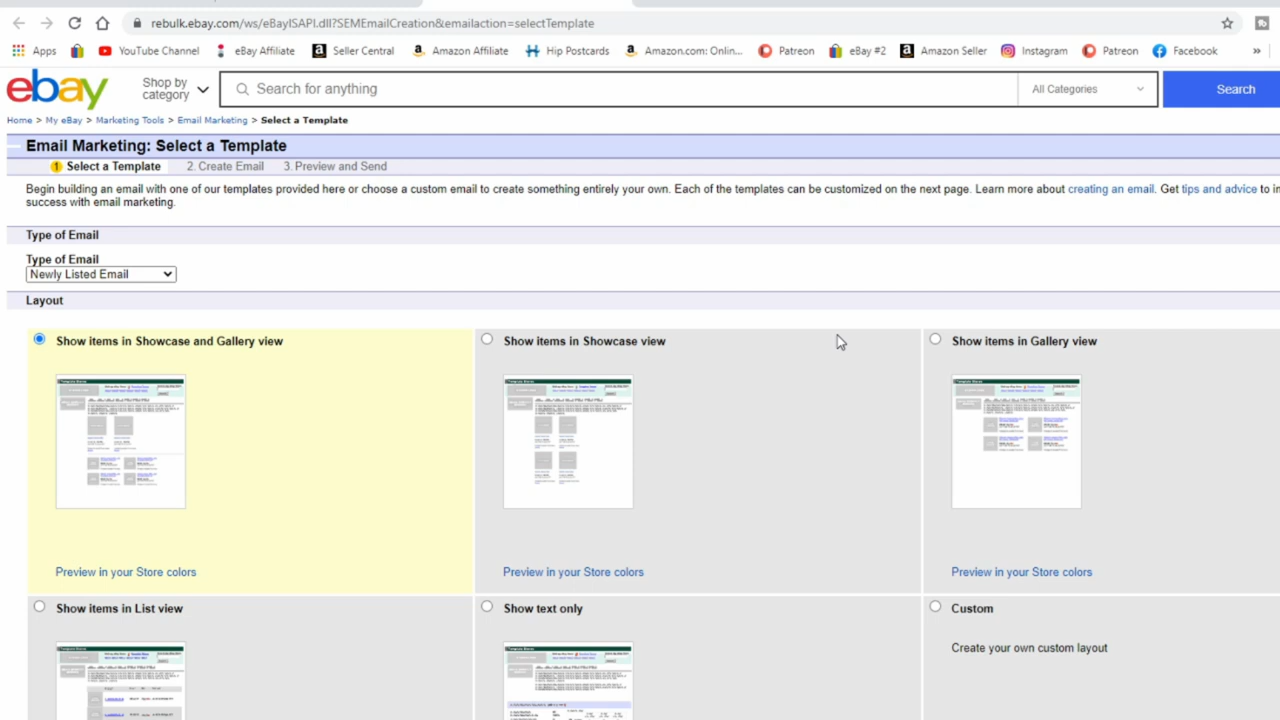 rebulk.ebay.com/ws/eBayISAPI.dll?SEMEmailCreation&emailaction=selectTemplate
Apps YouTube Channel eBay Affiliate Seller Central Amazon Affiliate Hip Postcards Amazon.com: Onlin... Patreon eBay #2 Amazon Seller Instagram Patreon Facebook »
ebay Shop by category Search for anything All Categories Search
Home > My eBay > Marketing Tools > Email Marketing > Select a Template
Email Marketing: Select a Template
1 Select a Template 2. Create Email 3. Preview and Send
Begin building an email with one of our templates provided here or choose a custom email to create something entirely your own. Each of the templates can be customized on the next page. Learn more about creating an email. Get tips and advice to in
success with email marketing.
Type of Email
Type of Email
Newly Listed Email
Layout
Show items in Showcase and Gallery view Show items in Showcase view Show items in Gallery view
Preview in your Store colors Preview in your Store colors Preview in your Store colors
Show items in List view Show text only Custom
Create your own custom layout